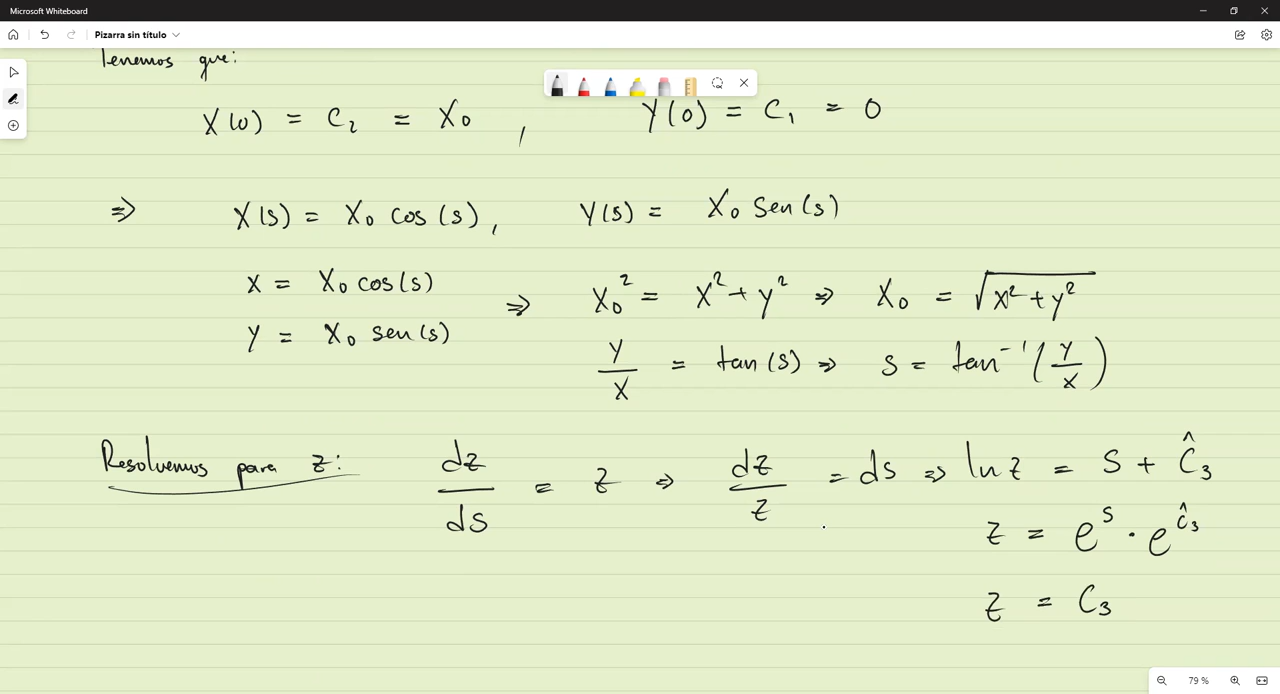 Microsoft Whiteboard
Pizarra sin título
Tenemos que:
X(0) = C₂ = X₀ , Y(0) = C₁ = 0
⇒ X(s) = X₀ cos(s), Y(s) = X₀ sen(s)
x = X₀ cos(s)
y = X₀ sen(s)
⇒ X₀² = x² + y² ⇒ X₀ = √(x² + y²)
y/x = tan(s) ⇒ s = tan⁻¹(y/x)
Resolvemos para z: dz/ds = z ⇒ dz/z = ds ⇒ ln z = s + Ĉ₃
z = eˢ · e^Ĉ₃
z = C₃
79 %